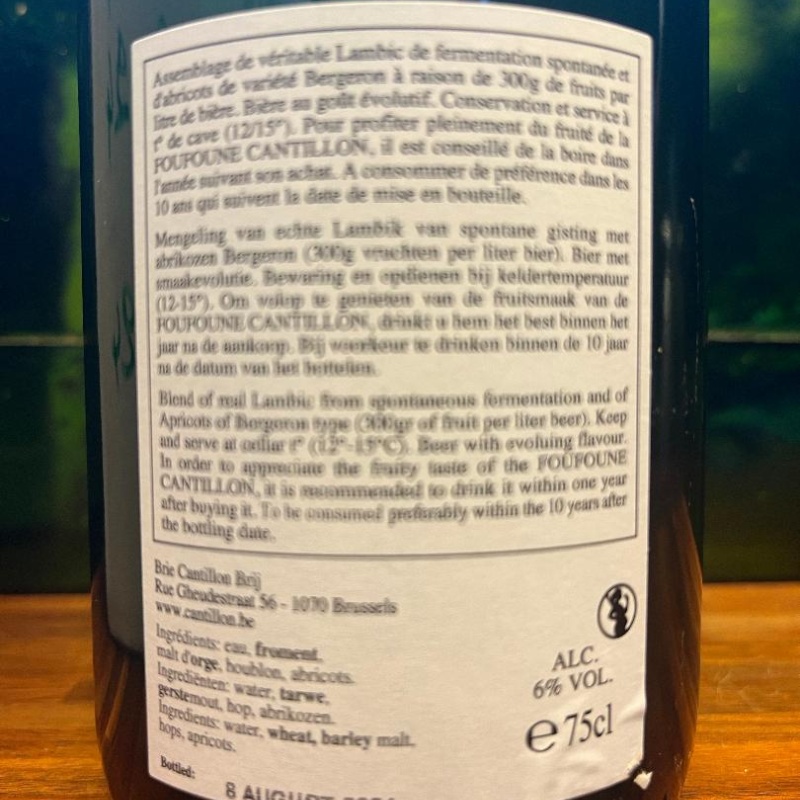 Assemblage de véritable Lambic de fermentation spontanée et
d'abricots de variété Bergeron à raison de 300g de fruits par
litre de bière. Bière au goût évolutif. Conservation et service à
t° de cave (12/15°). Pour profiter pleinement du fruité de la
FOUFOUNE CANTILLON, il est conseillé de la boire dans
l'année suivant son achat. A consommer de préférence dans les
10 ans qui suivent la date de mise en bouteille.
Mengeling van echte Lambik van spontane gisting met
abrikozen Bergeron (300g vruchten per liter bier). Bier met
smaakevolutie. Bewaring en opdienen bij keldertemperatuur
(12-15°). Om volop te genieten van de fruitsmaak van de
FOUFOUNE CANTILLON, drinkt u hem het best binnen het
jaar na de aankoop. Bij voorkeur te drinken binnen de 10 jaar
na de datum van het bottelen.
Blend of real Lambic from spontaneous fermentation and of
Apricots of Bergeron type (300gr of fruit per liter beer). Keep
and serve at cellar t° (12°-15°C). Beer with evoluing flavour.
In order to appreciate the fruity taste of the FOUFOUNE
CANTILLON, it is recommended to drink it within one year
after buying it. To be consumed preferably within the 10 years after
the bottling date.
Brie Cantillon Brij
Rue Gheudestraat 56 - 1070 Brussels
www.cantillon.be
Ingrédients: eau, froment,
malt d'orge, houblon, abricots.
Ingrediënten: water, tarwe,
gerstemout, hop, abrikozen.
Ingredients: water, wheat, barley malt,
hops, apricots.
ALC.
6% VOL.
e 75cl
Bottled:
8 AUGUST